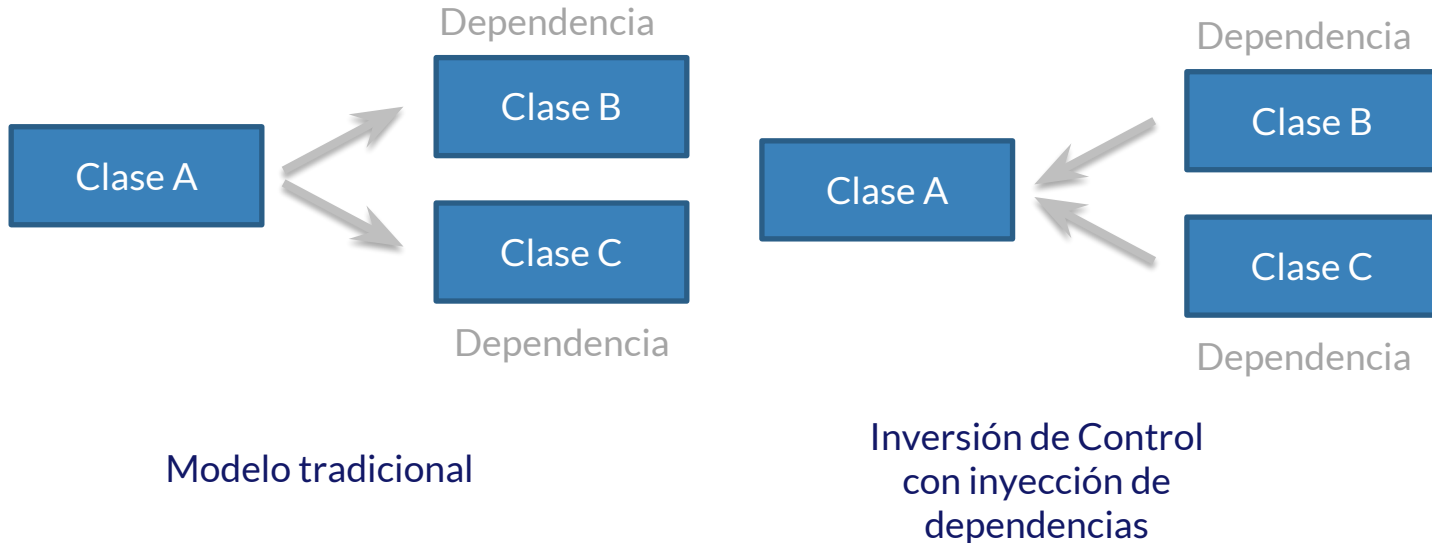 Dependencia
Clase B
Clase A
Clase C
Dependencia
Modelo tradicional
Dependencia
Clase B
Clase A
Clase C
Dependencia
Inversión de Control
con inyección de
dependencias